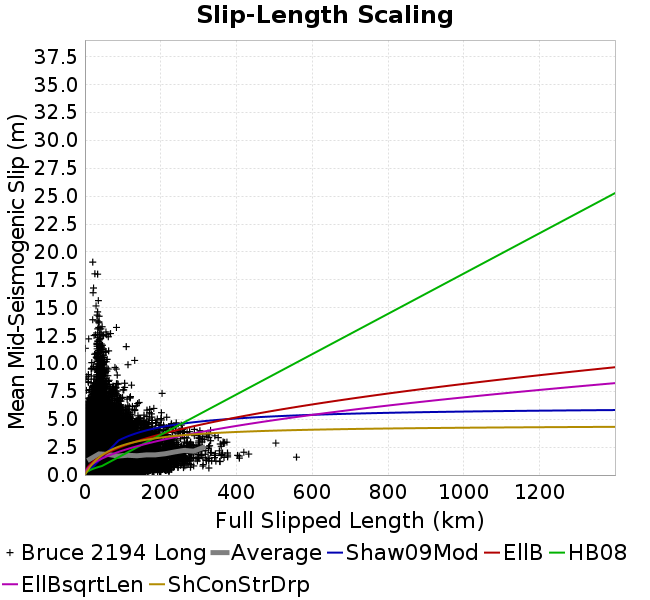 Slip-Length Scaling
Mean Mid-Seismogenic Slip (m)
37.5
35.0
32.5
30.0
27.5
25.0
22.5
20.0
17.5
15.0
12.5
10.0
7.5
5.0
2.5
0.0
0 200 400 600 800 1000 1200
Full Slipped Length (km)
Bruce 2194 Long Average Shaw09Mod EllB HB08
EllBsqrtLen ShConStrDrp